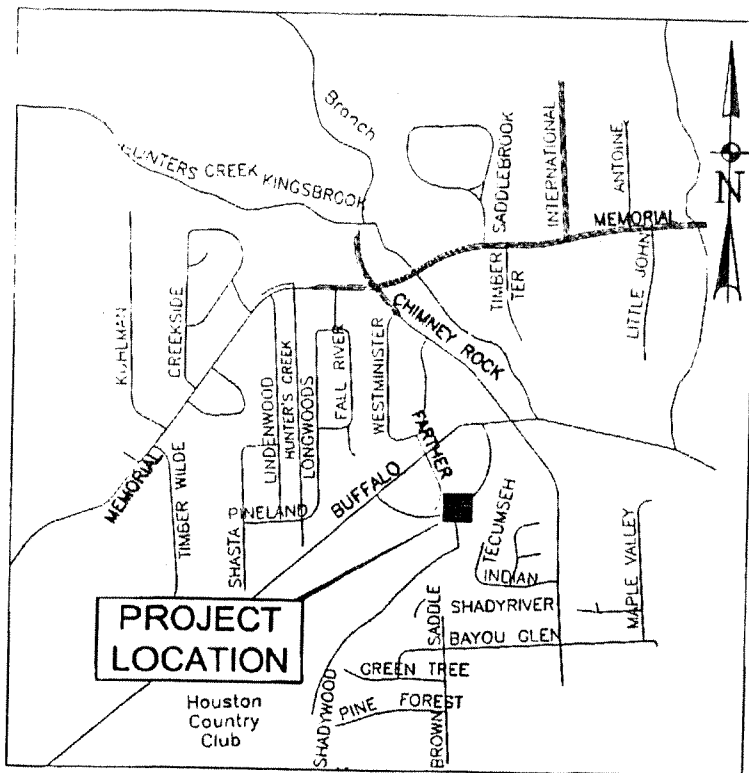 Branch
HUNTERS CREEK
KINGSBROOK
SADDLEBROOK
INTERNATIONAL
ANTOINE
N
MEMORIAL
TIMBER
TER
LITTLE JOHN
KUHLMAN
CREEKSIDE
CHIMNEY ROCK
LINDENWOOD
HUNTER'S CREEK
LONGWOODS
FALL RIVER
WESTMINISTER
FARTHER
MEMORIAL
TIMBER WILDE
SHASTA
PINELAND
BUFFALO
TECUMSEH
INDIAN
MAPLE VALLEY
SADDLE
SHADYRIVER
BAYOU GLEN
PROJECT
LOCATION
GREEN TREE
Houston
Country
Club
SHADYWOOD
PINE FOREST
BROWN